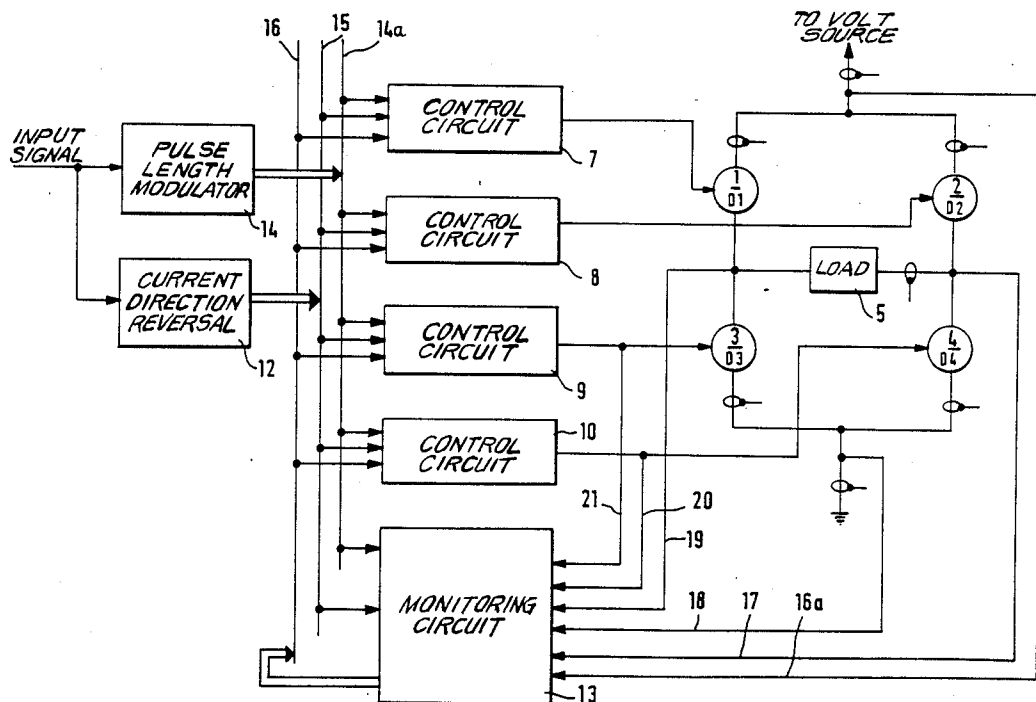 16
15
14a
TO VOLT
SOURCE
INPUT
SIGNAL
PULSE
LENGTH
MODULATOR
14
CURRENT
DIRECTION
REVERSAL
12
CONTROL
CIRCUIT
7
CONTROL
CIRCUIT
8
CONTROL
CIRCUIT
9
CONTROL
CIRCUIT
10
1
D1
2
D2
LOAD
5
3
D3
4
D4
21
20
19
18
17
16a
MONITORING
CIRCUIT
13